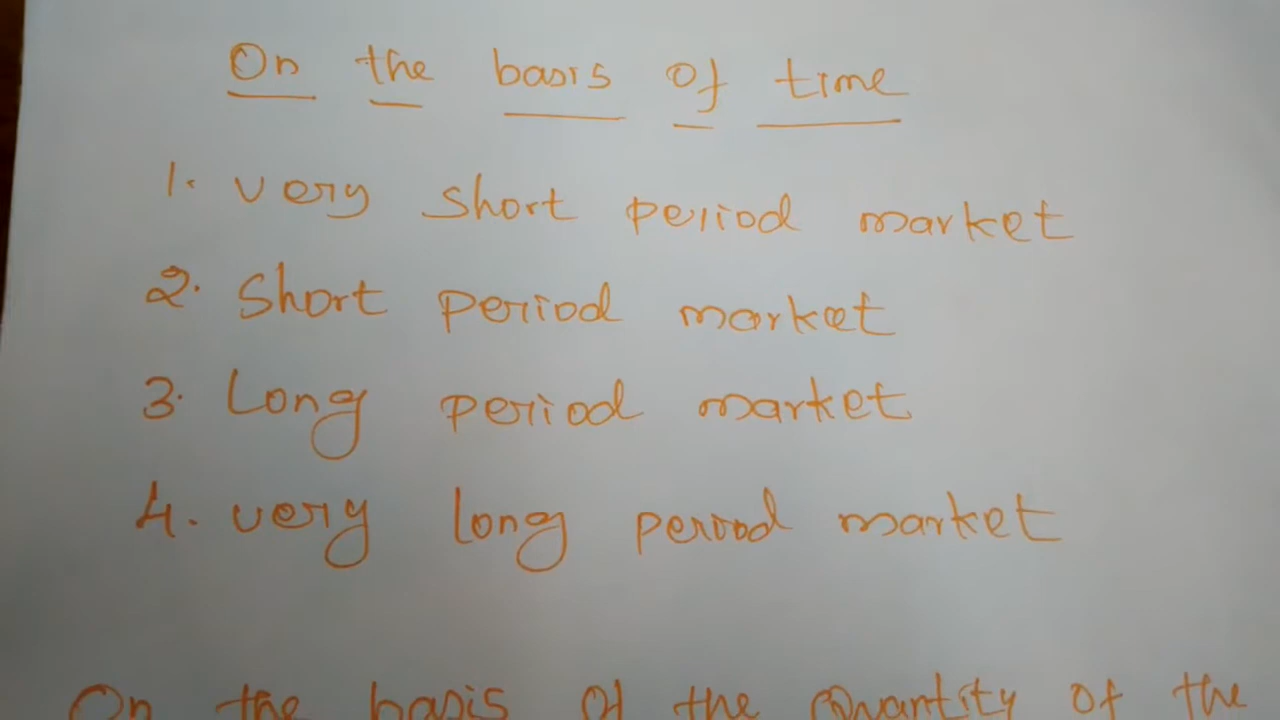 On the basis of time
1. very short period market
2. Short period market
3. Long period market
4. very long period market
On the basis of the Quantity of the